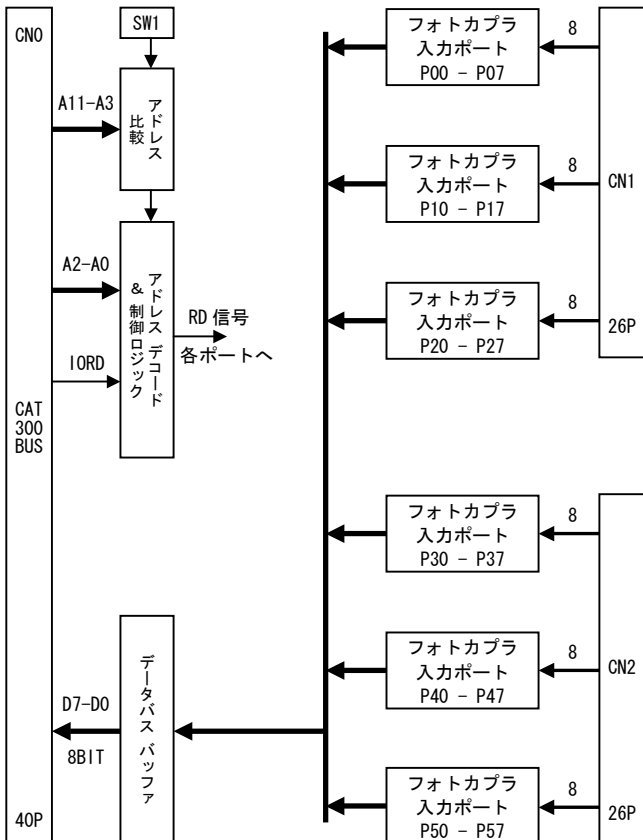 CN0
SW1
アドレス
比較
A11-A3
A2-A0
アドレス デコード
& 制御ロジック
IORD
RD 信号
各ポートへ
CAT
300
BUS
データバス バッファ
D7-D0
8BIT
40P
フォトカプラ
入力ポート
P00 - P07
8
フォトカプラ
入力ポート
P10 - P17
8
CN1
フォトカプラ
入力ポート
P20 - P27
8
26P
フォトカプラ
入力ポート
P30 - P37
8
フォトカプラ
入力ポート
P40 - P47
8
CN2
フォトカプラ
入力ポート
P50 - P57
8
26P